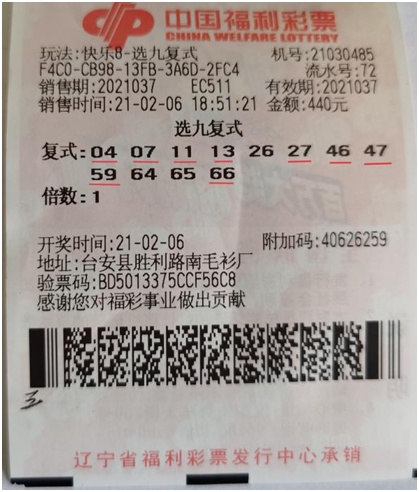 中国福利彩票
CHINA WELFARE LOTTERY
玩法:快乐8-选九复式 机号:21030485
F4C0-CB98-13FB-3A6D-2FC4 流水号:72
销售期:2021037 EC511 有效期:2021037
销售时间:21-02-06 18:51:21 金额:440元
选九复式
复式:04 07 11 13 26 27 46 47
59 64 65 66
倍数:1
开奖时间:21-02-06 附加码:40626259
地址:台安县胜利路南毛衫厂
验票码:BD5013375CCF56C8
感谢您对福彩事业做出贡献
五
辽宁省福利彩票发行中心承销